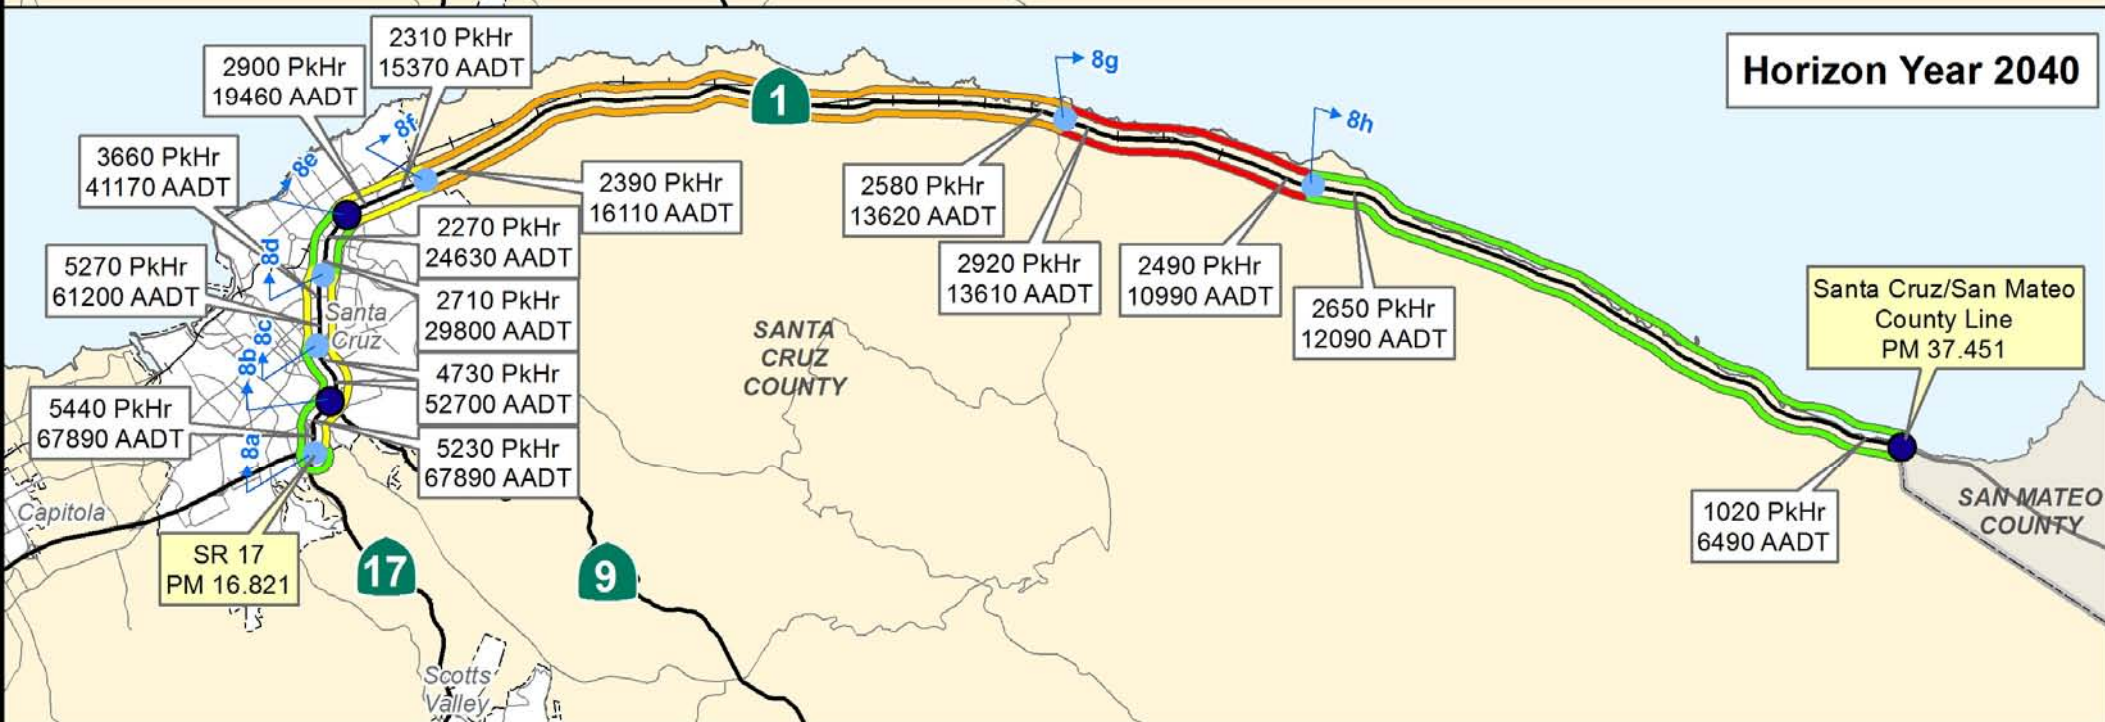 Horizon Year 2040
2310 PkHr
15370 AADT
2900 PkHr
19460 AADT
3660 PkHr
41170 AADT
5270 PkHr
61200 AADT
5440 PkHr
67890 AADT
8g
8h
8f
8e
8d
8c
8b
8a
1
2390 PkHr
16110 AADT
2270 PkHr
24630 AADT
2710 PkHr
29800 AADT
4730 PkHr
52700 AADT
5230 PkHr
67890 AADT
2580 PkHr
13620 AADT
2920 PkHr
13610 AADT
2490 PkHr
10990 AADT
2650 PkHr
12090 AADT
Santa Cruz/San Mateo
County Line
PM 37.451
1020 PkHr
6490 AADT
Santa
Cruz
SANTA
CRUZ
COUNTY
SAN MATEO
COUNTY
Capitola
SR 17
PM 16.821
17
9
Scotts
Valley